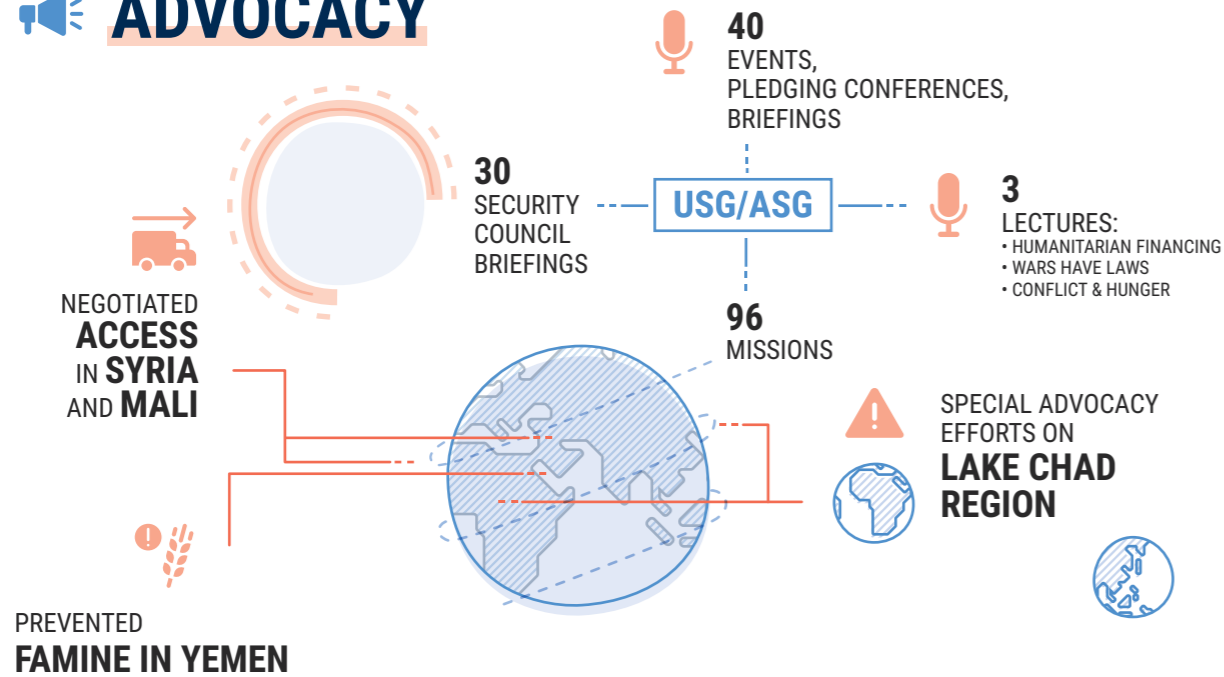 ADVOCACY
40
EVENTS,
PLEDGING CONFERENCES,
BRIEFINGS
30
SECURITY
COUNCIL
BRIEFINGS
USG/ASG
3
LECTURES:
• HUMANITARIAN FINANCING
• WARS HAVE LAWS
• CONFLICT & HUNGER
96
MISSIONS
NEGOTIATED
ACCESS
IN SYRIA
AND MALI
SPECIAL ADVOCACY
EFFORTS ON
LAKE CHAD
REGION
PREVENTED
FAMINE IN YEMEN